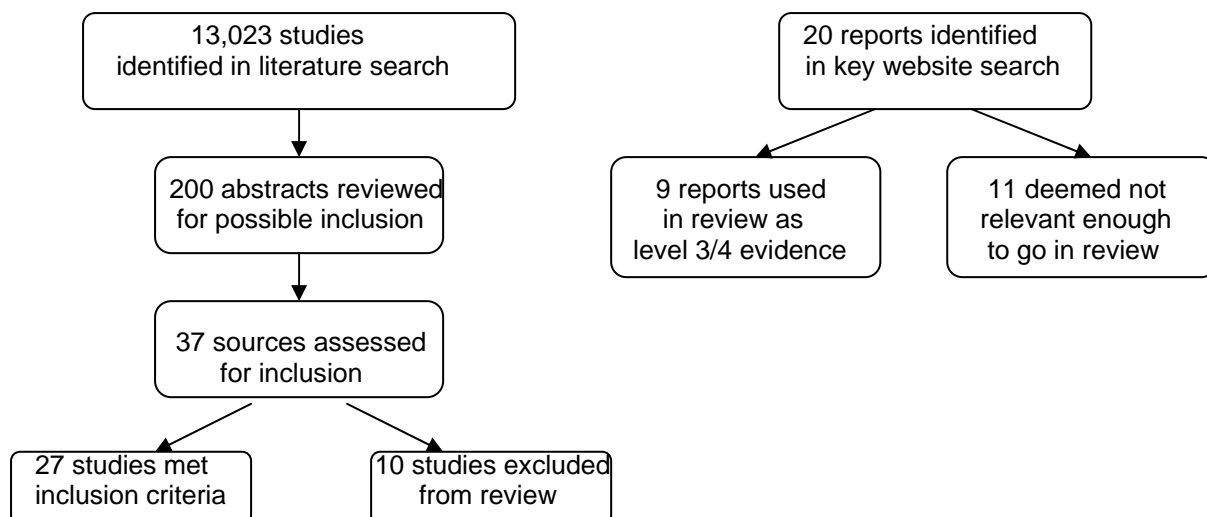 13,023 studies
identified in literature search
200 abstracts reviewed
for possible inclusion
37 sources assessed
for inclusion
27 studies met
inclusion criteria
10 studies excluded
from review
20 reports identified
in key website search
9 reports used
in review as
level 3/4 evidence
11 deemed not
relevant enough
to go in review